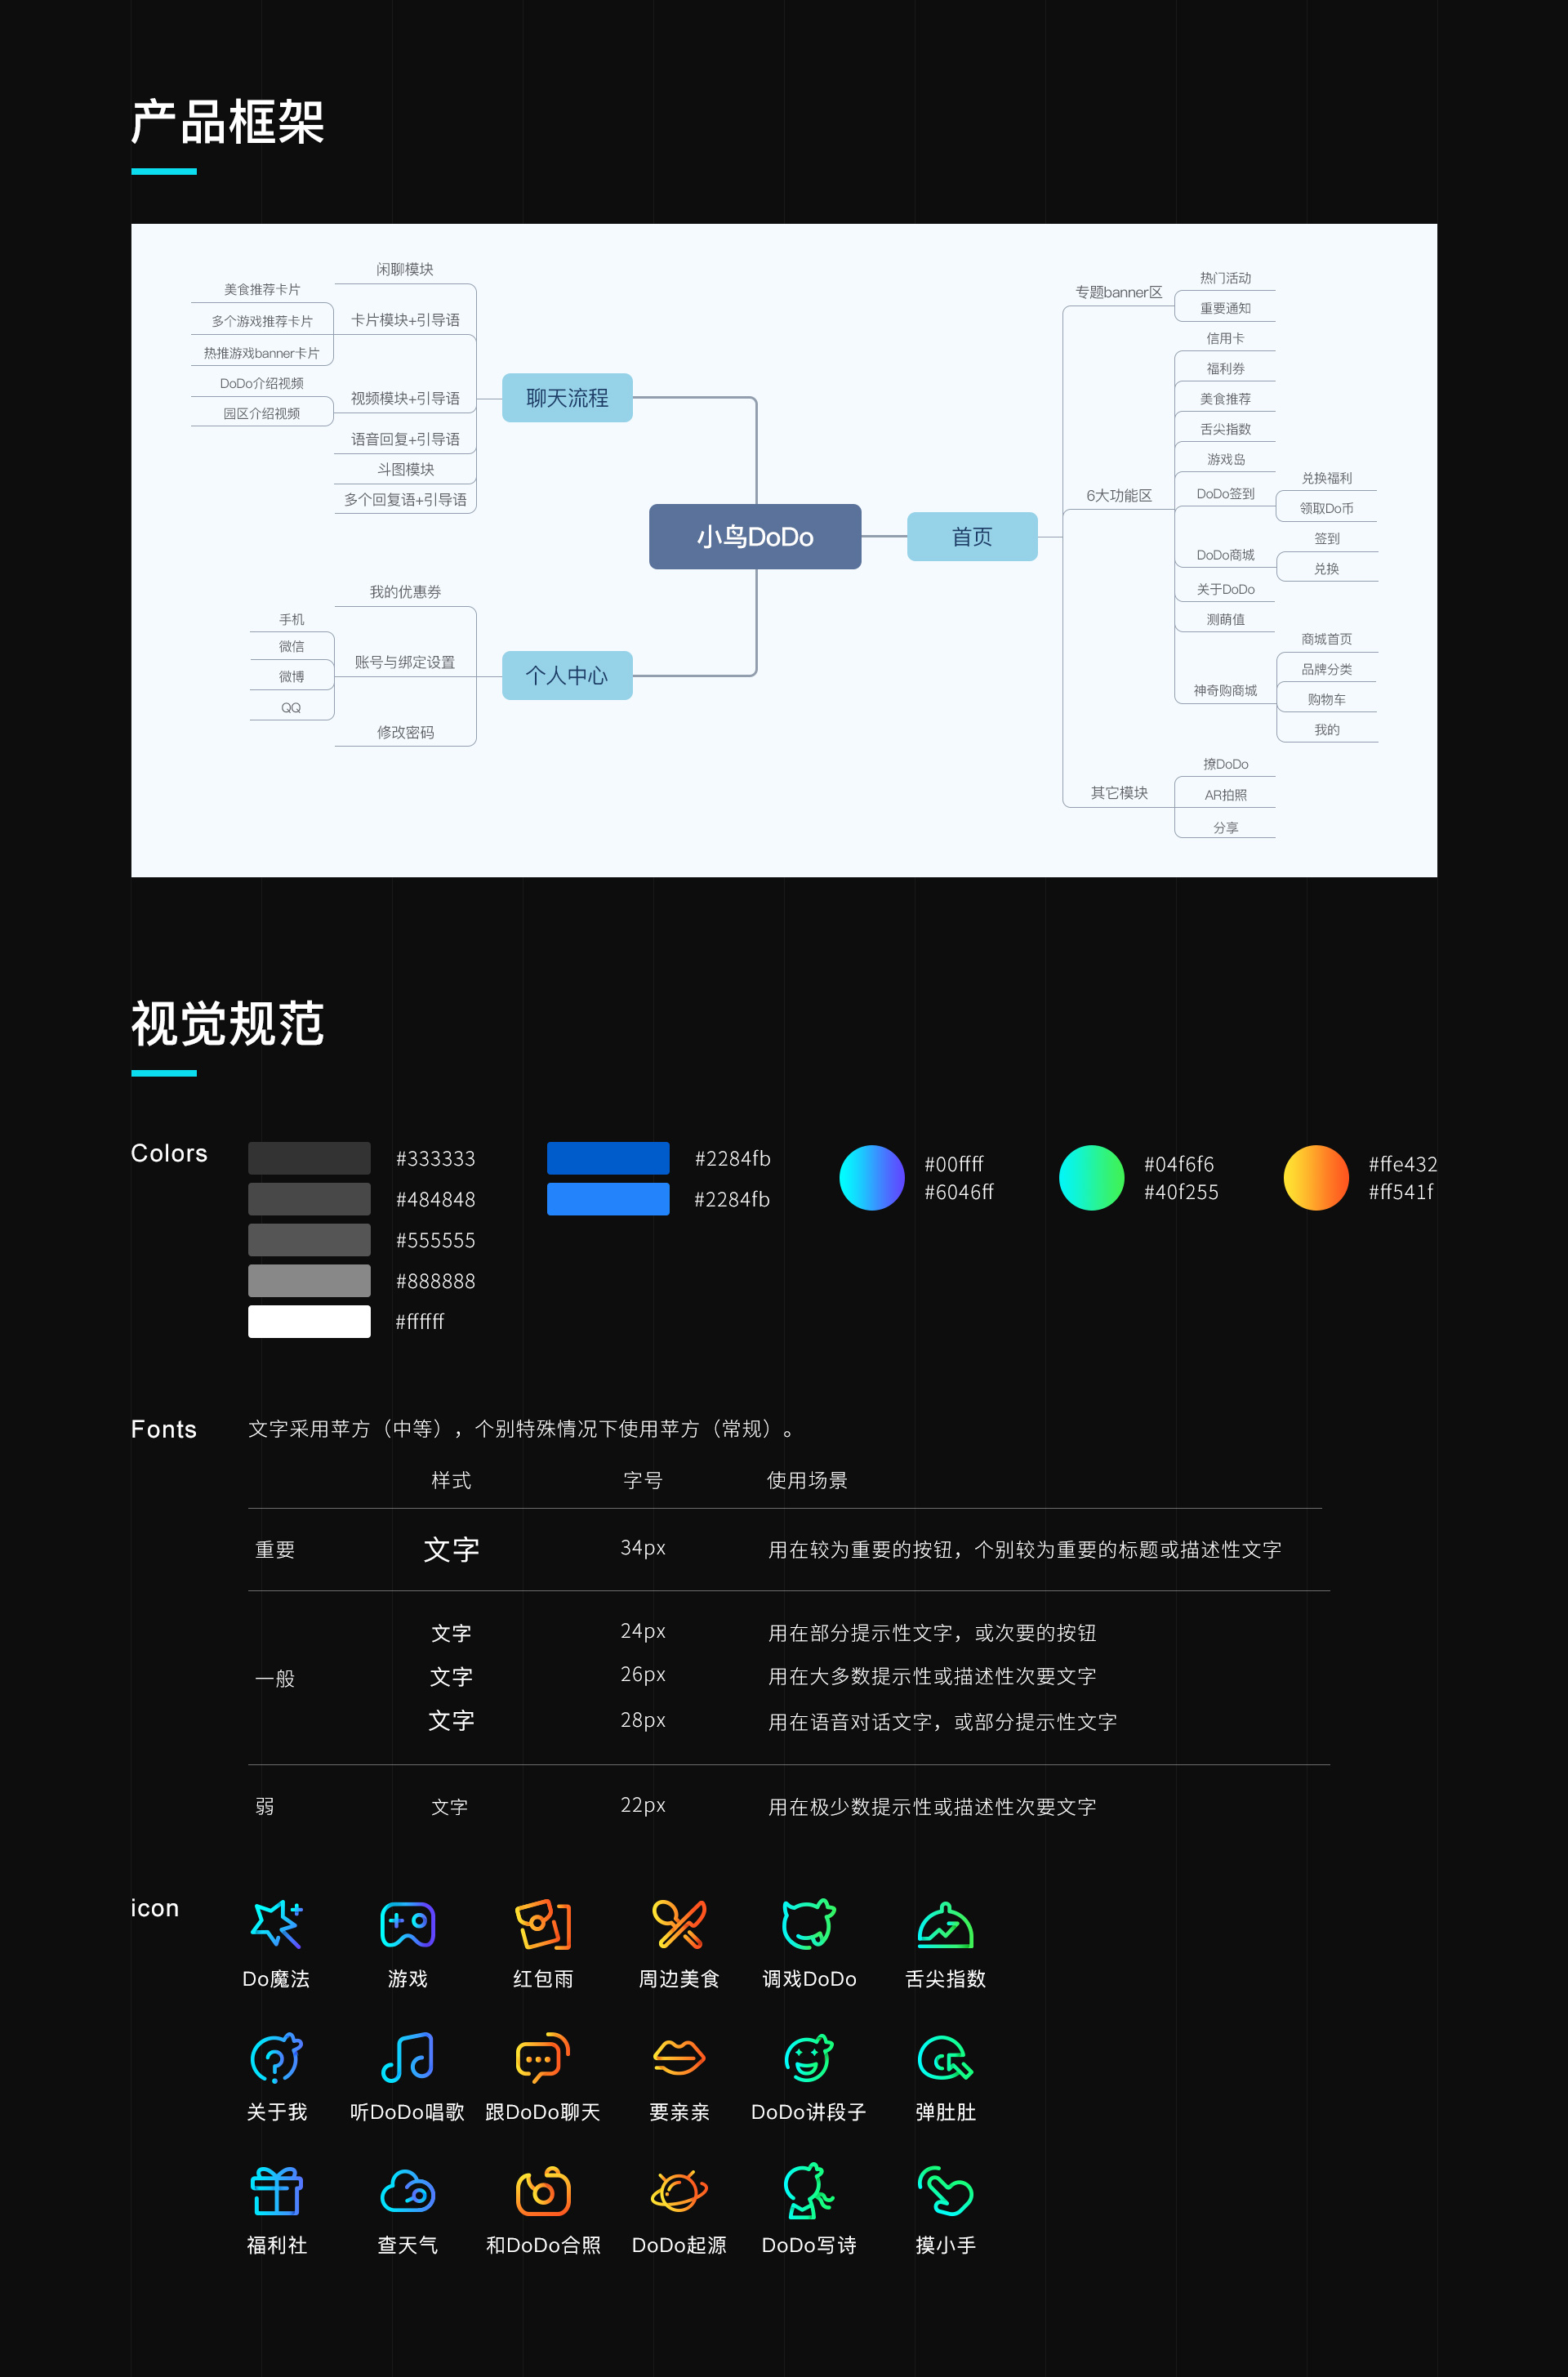 产品框架
闲聊模块
美食推荐卡片
多个游戏推荐卡片
热推游戏banner卡片
卡片模块+引导语
DoDo介绍视频
园区介绍视频
视频模块+引导语
语音回复+引导语
斗图模块
多个回复语+引导语
聊天流程
小鸟DoDo
我的优惠券
手机
微信
微博
QQ
账号与绑定设置
修改密码
个人中心
首页
专题banner区
热门活动
重要通知
6大功能区
信用卡
福利券
美食推荐
舌尖指数
游戏岛
DoDo签到
兑换福利
领取Do币
DoDo商城
签到
兑换
关于DoDo
测萌值
神奇购商城
商城首页
品牌分类
购物车
我的
其它模块
撩DoDo
AR拍照
分享
视觉规范
Colors
#333333
#484848
#555555
#888888
#ffffff
#2284fb
#2284fb
#00ffff
#6046ff
#04f6f6
#40f255
#ffe432
#ff541f
Fonts
文字采用苹方（中等），个别特殊情况下使用苹方（常规）。
样式 字号 使用场景
重要 文字 34px 用在较为重要的按钮，个别较为重要的标题或描述性文字
一般
文字 24px 用在部分提示性文字，或次要的按钮
文字 26px 用在大多数提示性或描述性次要文字
文字 28px 用在语音对话文字，或部分提示性文字
弱 文字 22px 用在极少数提示性或描述性次要文字
icon
Do魔法 游戏 红包雨 周边美食 调戏DoDo 舌尖指数
关于我 听DoDo唱歌 跟DoDo聊天 要亲亲 DoDo讲段子 弹肚肚
福利社 查天气 和DoDo合照 DoDo起源 DoDo写诗 摸小手